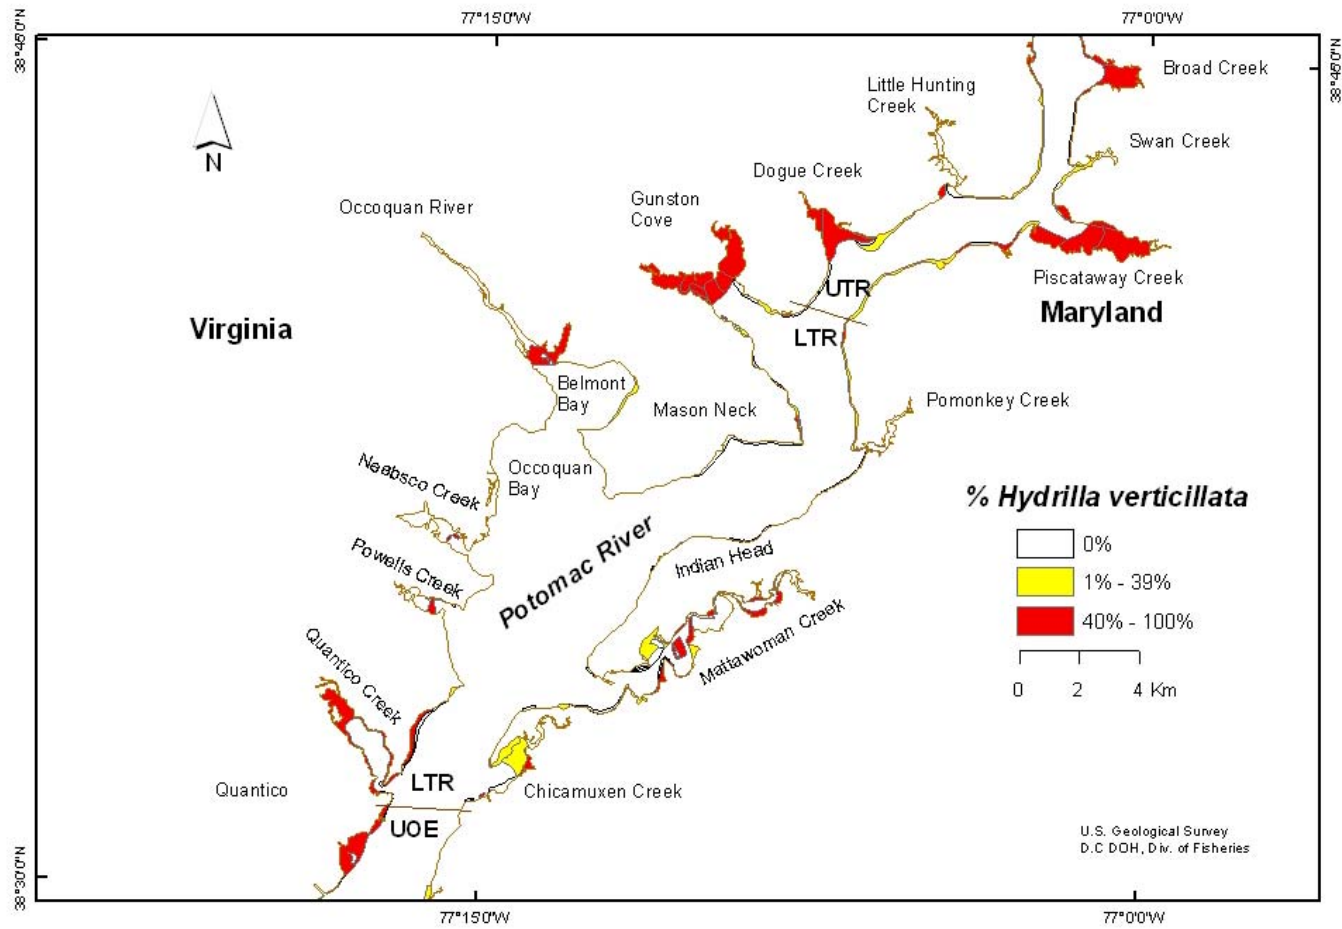 77°15'0"W
77°0'0"W
38°45'0"N
38°45'0"N
Broad Creek
Little Hunting
Creek
Swan Creek
N
Dogue Creek
Gunston
Cove
Occoquan River
Piscataway Creek
UTR
Maryland
Virginia
LTR
Belmont
Bay
Mason Neck
Pomonkey Creek
Neabsco Creek
Occoquan
Bay
% Hydrilla verticillata
0%
1% - 39%
40% - 100%
0 2 4 Km
Powells Creek
Potomac River
Indian Head
Mattawoman Creek
Quantico Creek
Quantico
LTR
Chicamuxen Creek
UOE
U.S. Geological Survey
D.C DOH, Div. of Fisheries
38°30'0"N
38°30'0"N
77°15'0"W
77°0'0"W